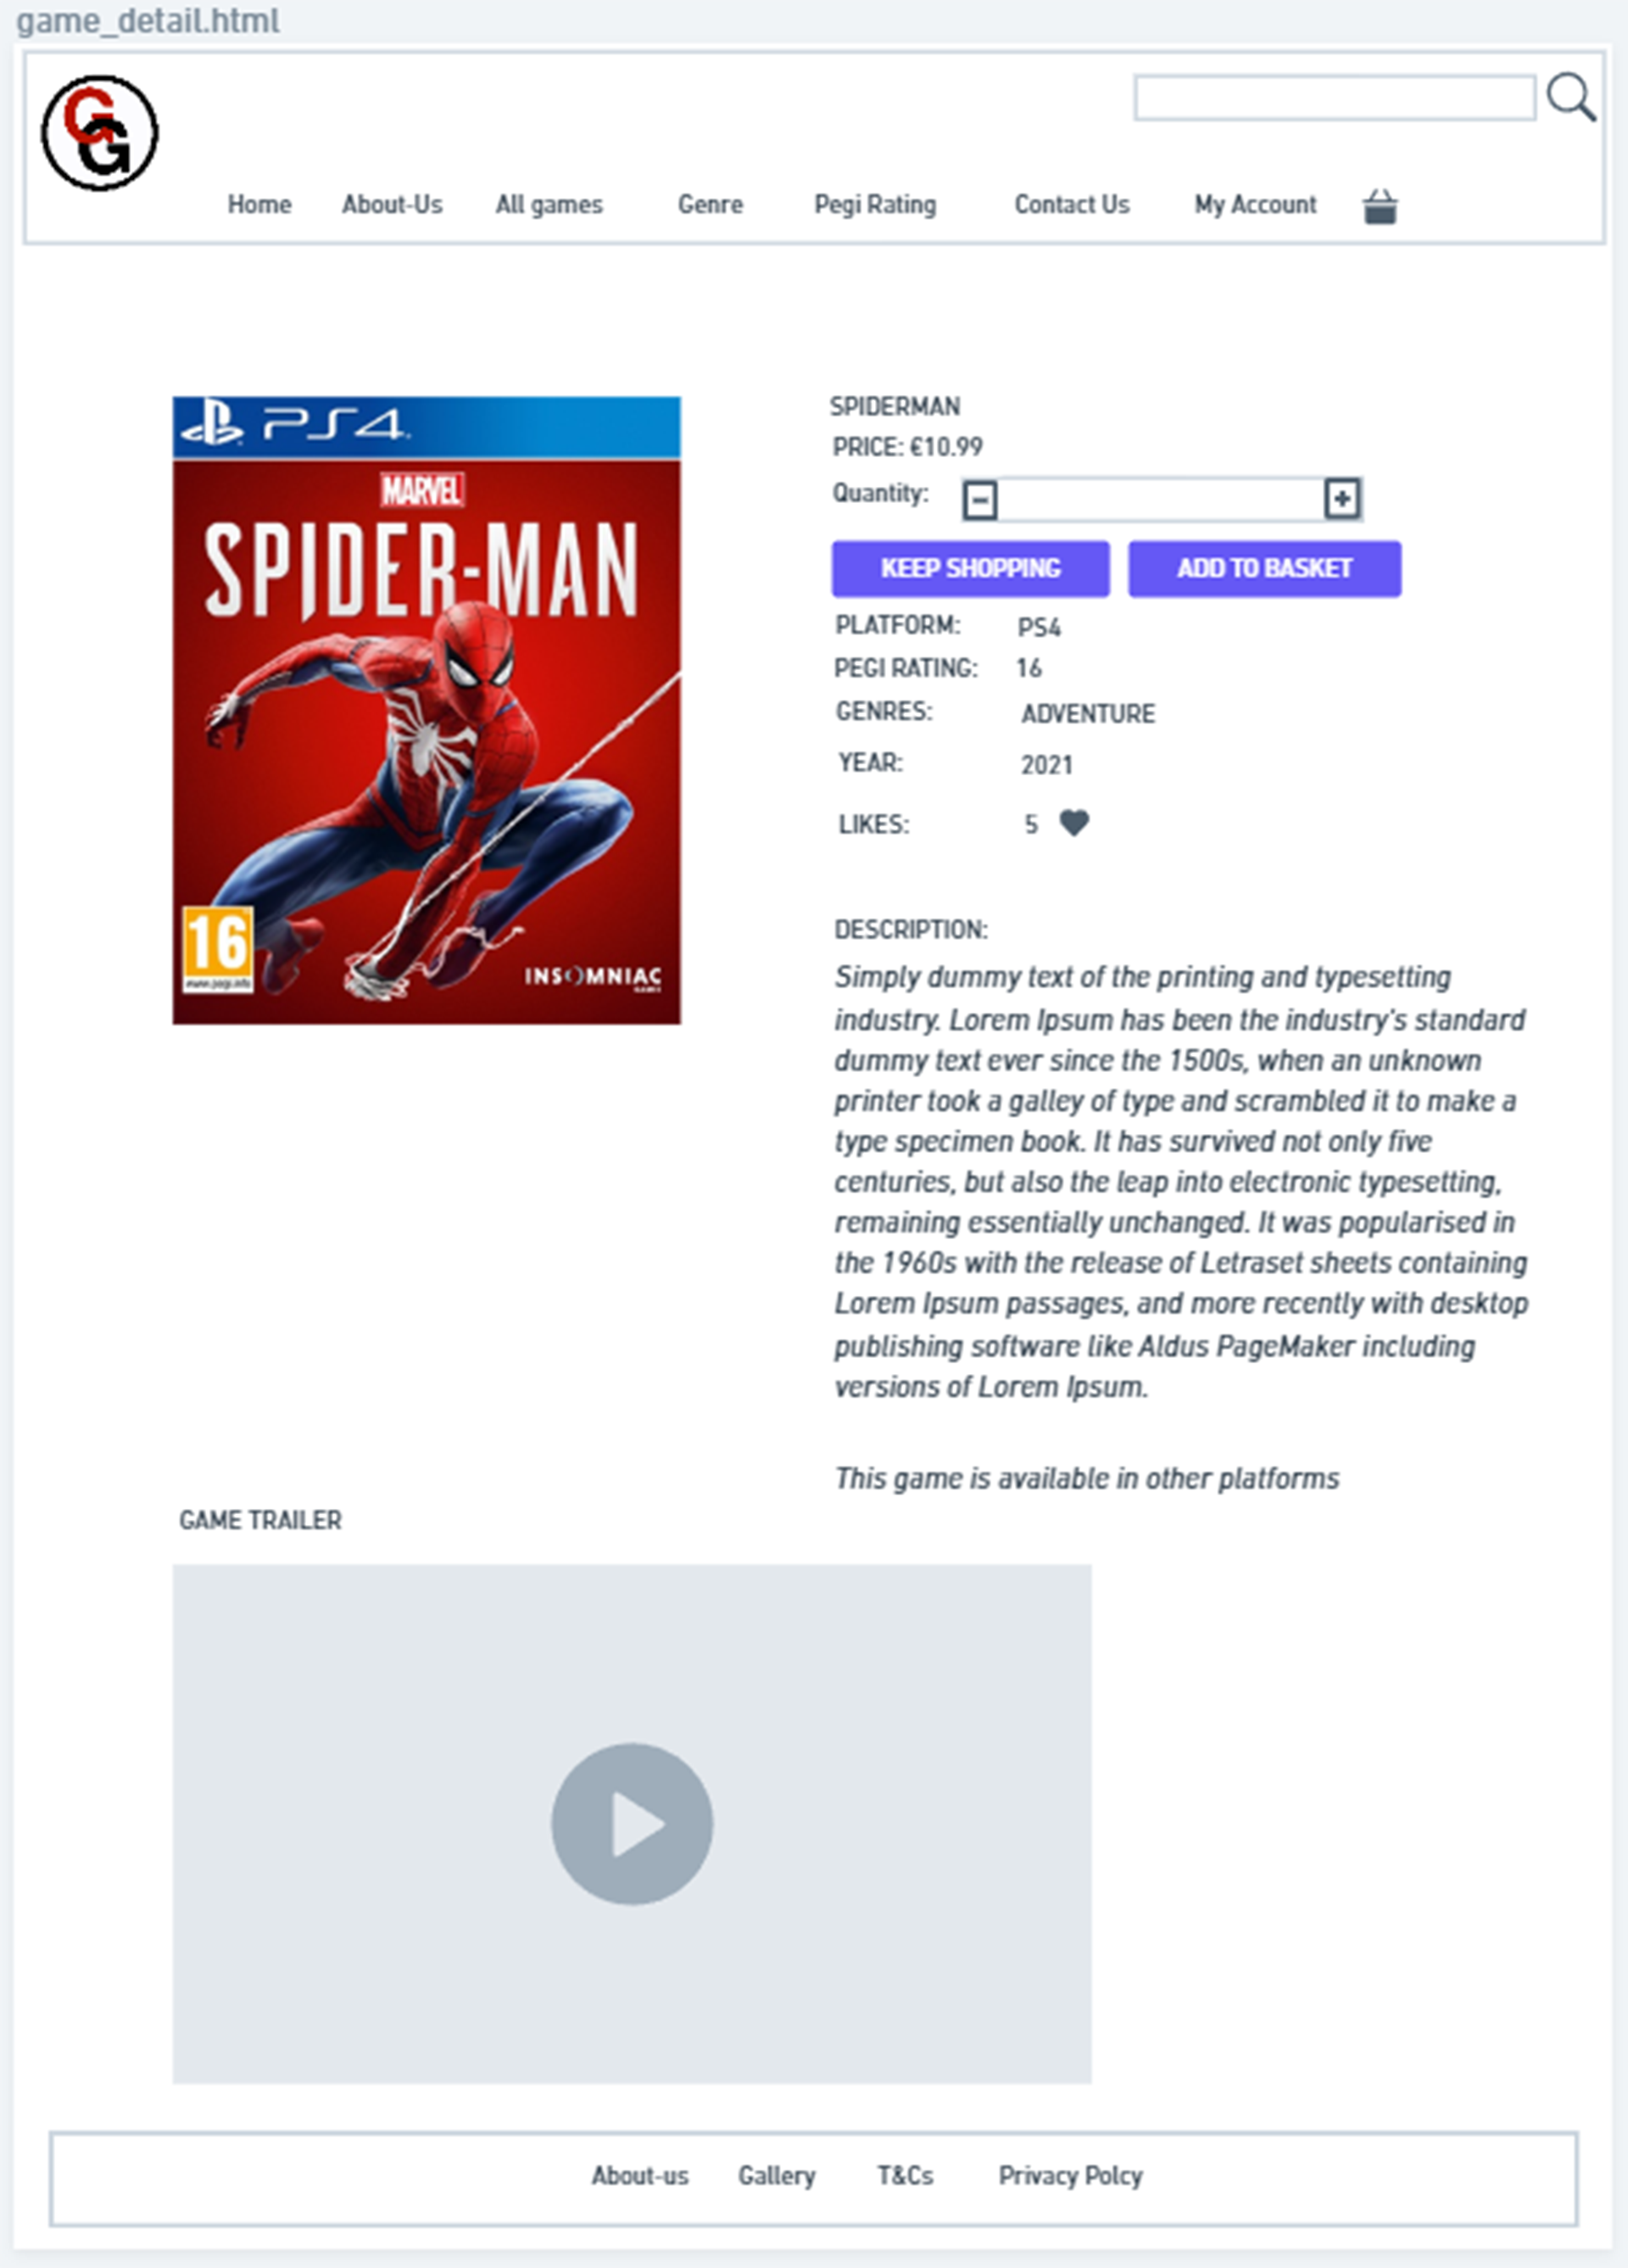 game_detail.html
GG
Home About-Us All games Genre Pegi Rating Contact Us My Account
PS4
MARVEL
SPIDER-MAN
16
www.pegi.info
INSOMNIAC
GAMES
SPIDERMAN
PRICE: €10.99
Quantity: - +
KEEP SHOPPING ADD TO BASKET
PLATFORM: PS4
PEGI RATING: 16
GENRES: ADVENTURE
YEAR: 2021
LIKES: 5
DESCRIPTION:
Simply dummy text of the printing and typesetting
industry. Lorem Ipsum has been the industry's standard
dummy text ever since the 1500s, when an unknown
printer took a galley of type and scrambled it to make a
type specimen book. It has survived not only five
centuries, but also the leap into electronic typesetting,
remaining essentially unchanged. It was popularised in
the 1960s with the release of Letraset sheets containing
Lorem Ipsum passages, and more recently with desktop
publishing software like Aldus PageMaker including
versions of Lorem Ipsum.
This game is available in other platforms
GAME TRAILER
About-us Gallery T&Cs Privacy Polcy